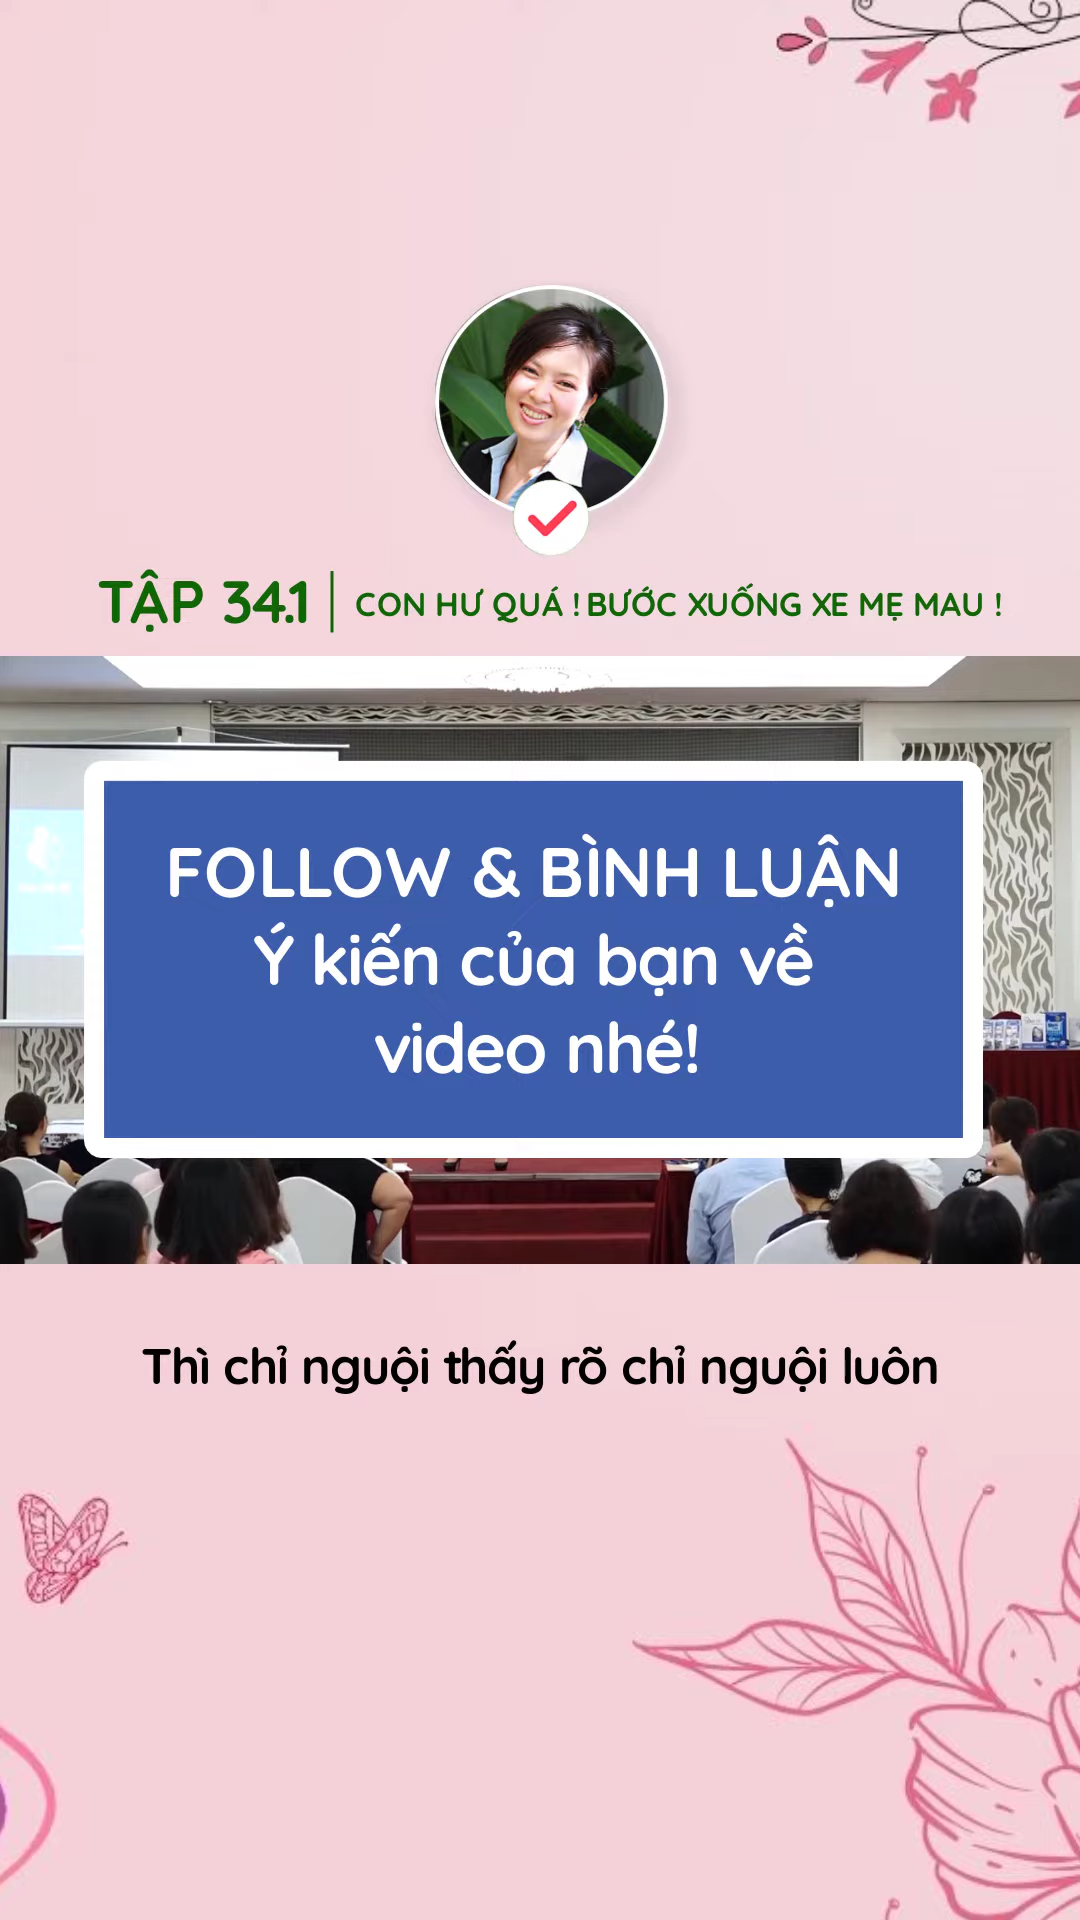 TẬP 34.1
CON HƯ QUÁ ! BƯỚC XUỐNG XE MẸ MAU !
FOLLOW & BÌNH LUẬN
Ý kiến của bạn về
video nhé!
Thì chỉ nguội thấy rõ chỉ nguội luôn